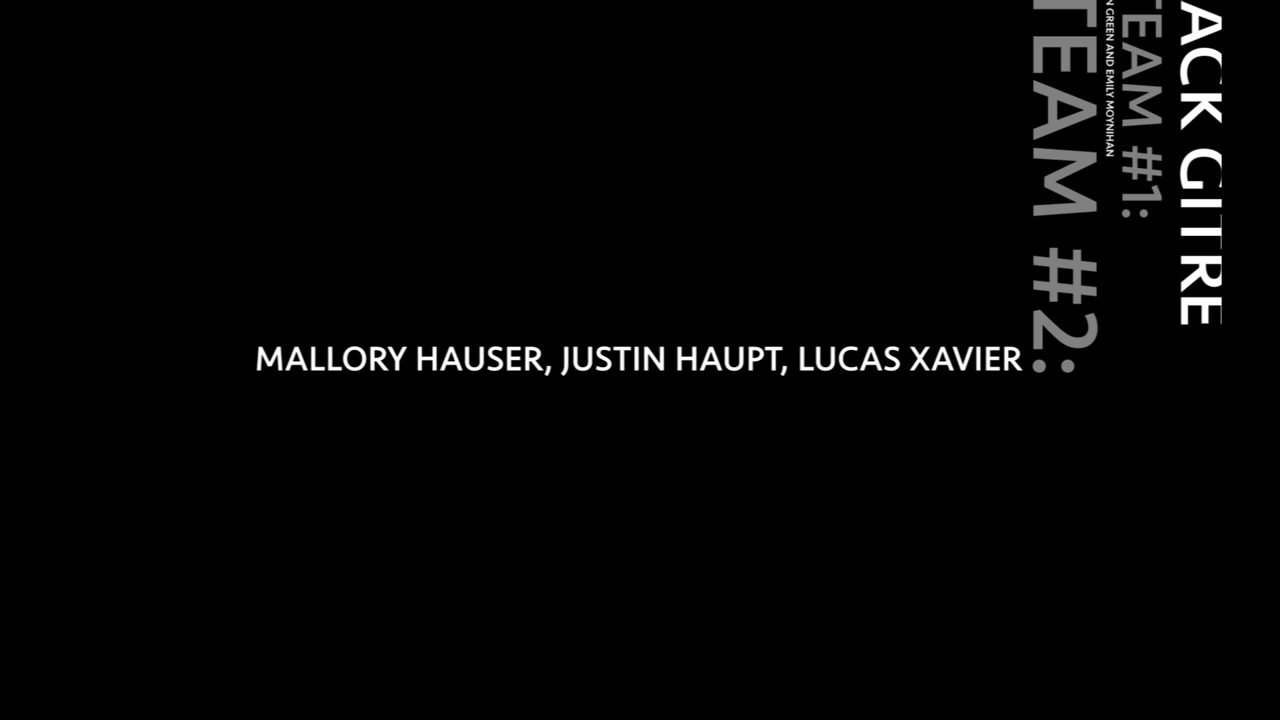 ACK GITRE
TEAM #1:
N GREEN AND EMILY MOYNIHAN
TEAM #2:
MALLORY HAUSER, JUSTIN HAUPT, LUCAS XAVIER